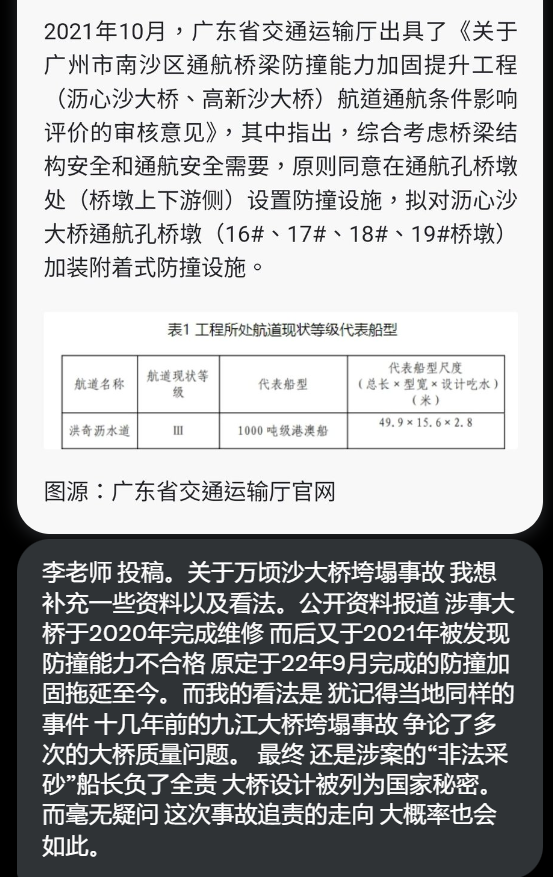 2021年10月，广东省交通运输厅出具了《关于
广州市南沙区通航桥梁防撞能力加固提升工程
（沥心沙大桥、高新沙大桥）航道通航条件影响
评价的审核意见》，其中指出，综合考虑桥梁结
构安全和通航安全需要，原则同意在通航孔桥墩
处（桥墩上下游侧）设置防撞设施，拟对沥心沙
大桥通航孔桥墩（16#、17#、18#、19#桥墩）
加装附着式防撞设施。
表1 工程所处航道现状等级代表船型
航道名称 航道现状等级 代表船型 代表船型尺度（总长×型宽×设计吃水）（米）
洪奇沥水道 III 1000 吨级港澳船 49.9×15.6×2.8
图源：广东省交通运输厅官网
李老师 投稿。关于万顷沙大桥垮塌事故 我想
补充一些资料以及看法。公开资料报道 涉事大
桥于2020年完成维修 而后又于2021年被发现
防撞能力不合格 原定于22年9月完成的防撞加
固拖延至今。而我的看法是 犹记得当地同样的
事件 十几年前的九江大桥垮塌事故 争论了多
次的大桥质量问题。 最终 还是涉案的“非法采
砂”船长负了全责 大桥设计被列为国家秘密。
而毫无疑问 这次事故追责的走向 大概率也会
如此。